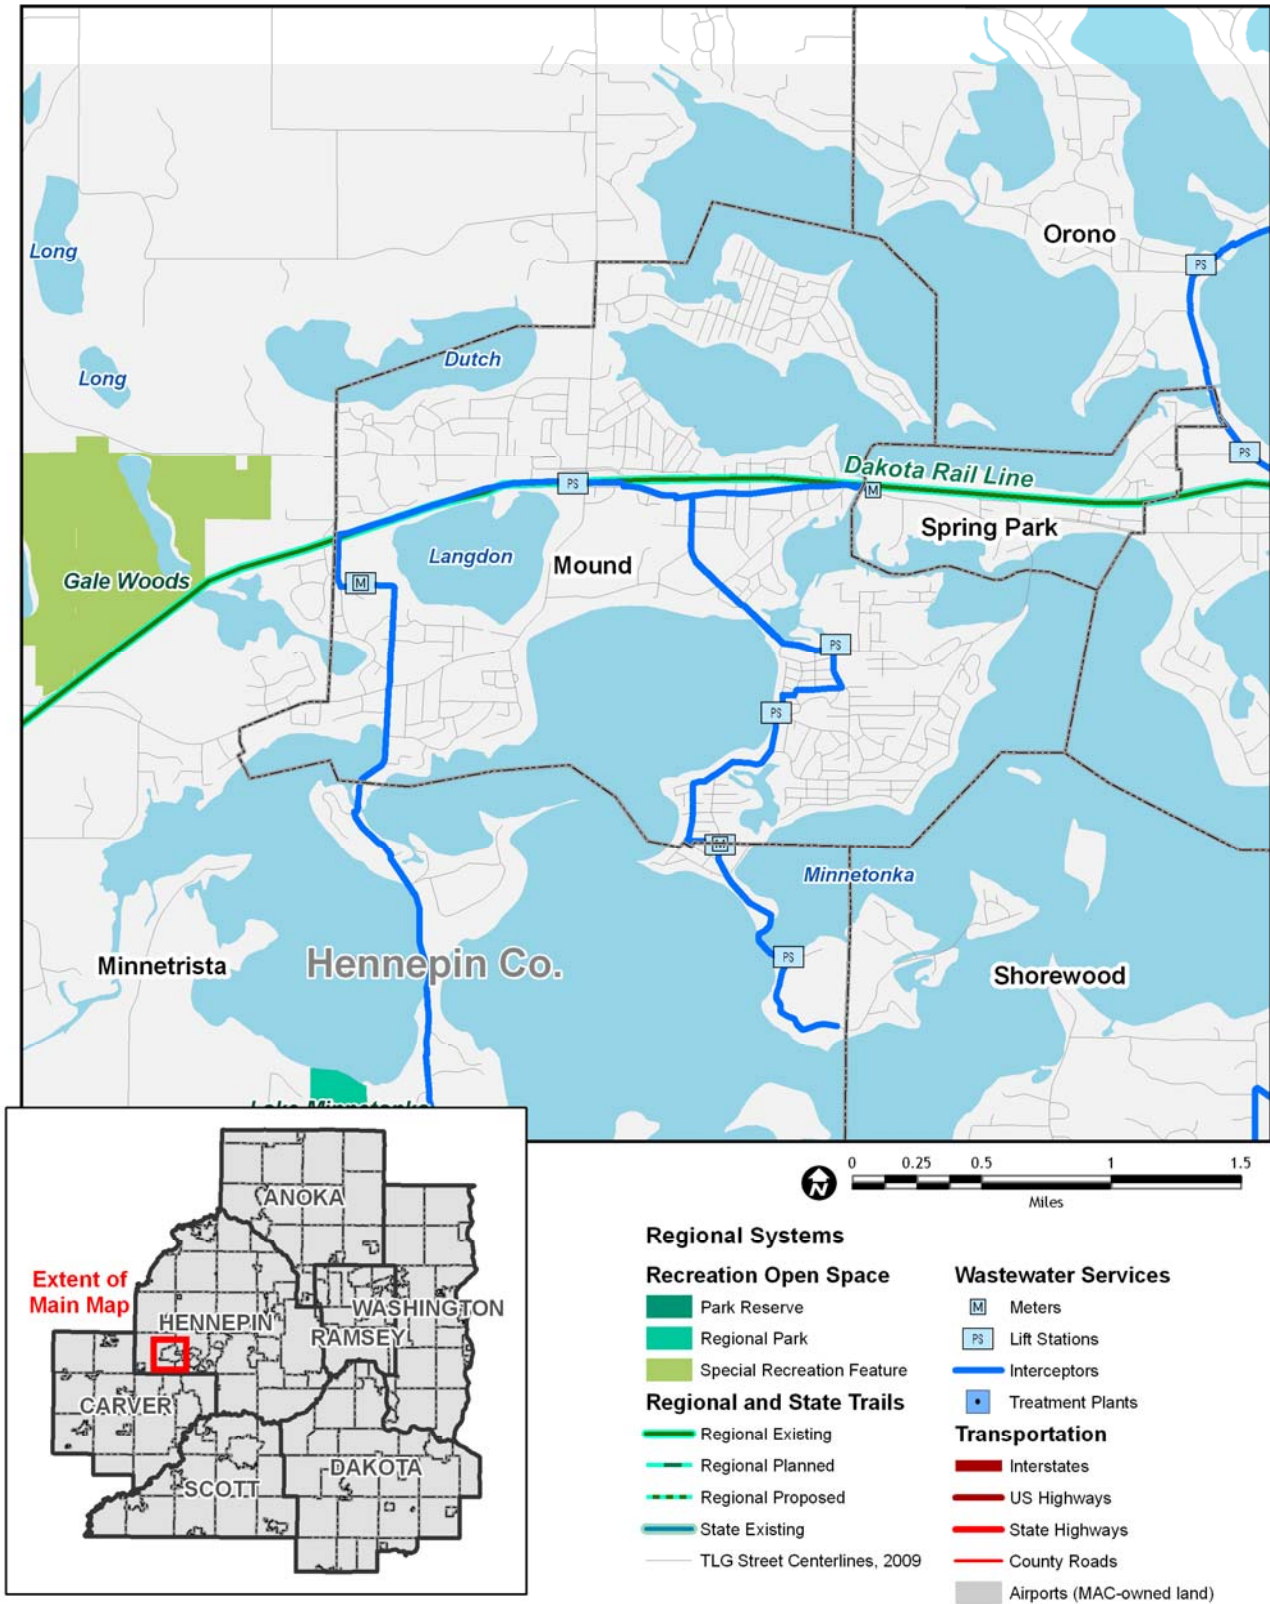 Orono
Long
PS
Dutch
Long
PS
Dakota Rail Line
PS
M
Spring Park
Langdon
Mound
Gale Woods
M
PS
PS
M
Minnetonka
Minnetrista
Hennepin Co.
PS
Shorewood
Lake Minnetonka
ANOKA
Extent of
Main Map
WASHINGTON
HENNEPIN
RAMSEY
CARVER
DAKOTA
SCOTT
N
0 0.25 0.5 1 1.5
Miles
Regional Systems
Recreation Open Space
Park Reserve
Regional Park
Special Recreation Feature
Regional and State Trails
Regional Existing
Regional Planned
Regional Proposed
State Existing
TLG Street Centerlines, 2009
Wastewater Services
M Meters
PS Lift Stations
Interceptors
Treatment Plants
Transportation
Interstates
US Highways
State Highways
County Roads
Airports (MAC-owned land)